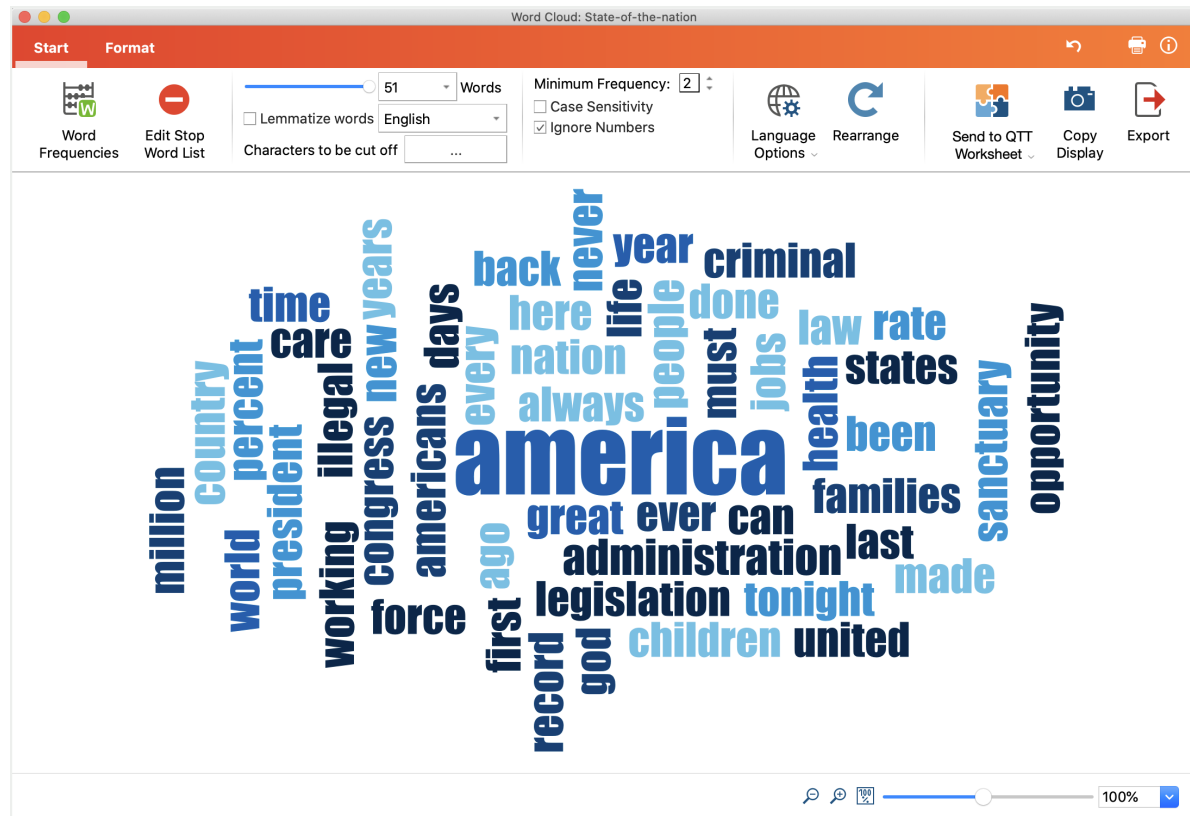 Word Cloud: State-of-the-nation
Start Format
Word Frequencies
Edit Stop Word List
51 Words
Lemmatize words English
Characters to be cut off ...
Minimum Frequency: 2
Case Sensitivity
Ignore Numbers
Language Options
Rearrange
Send to QTT Worksheet
Copy Display
Export
never
year
criminal
back
years
time
days
here
life
people
done
law
rate
opportunity
care
new
every
nation
must
jobs
states
country
percent
illegal
always
health
sanctuary
president
congress
americans
america
been
million
families
world
working
great ever can
ago
administration
last
made
force
first
legislation
tonight
children
united
record
god
100
%
100%